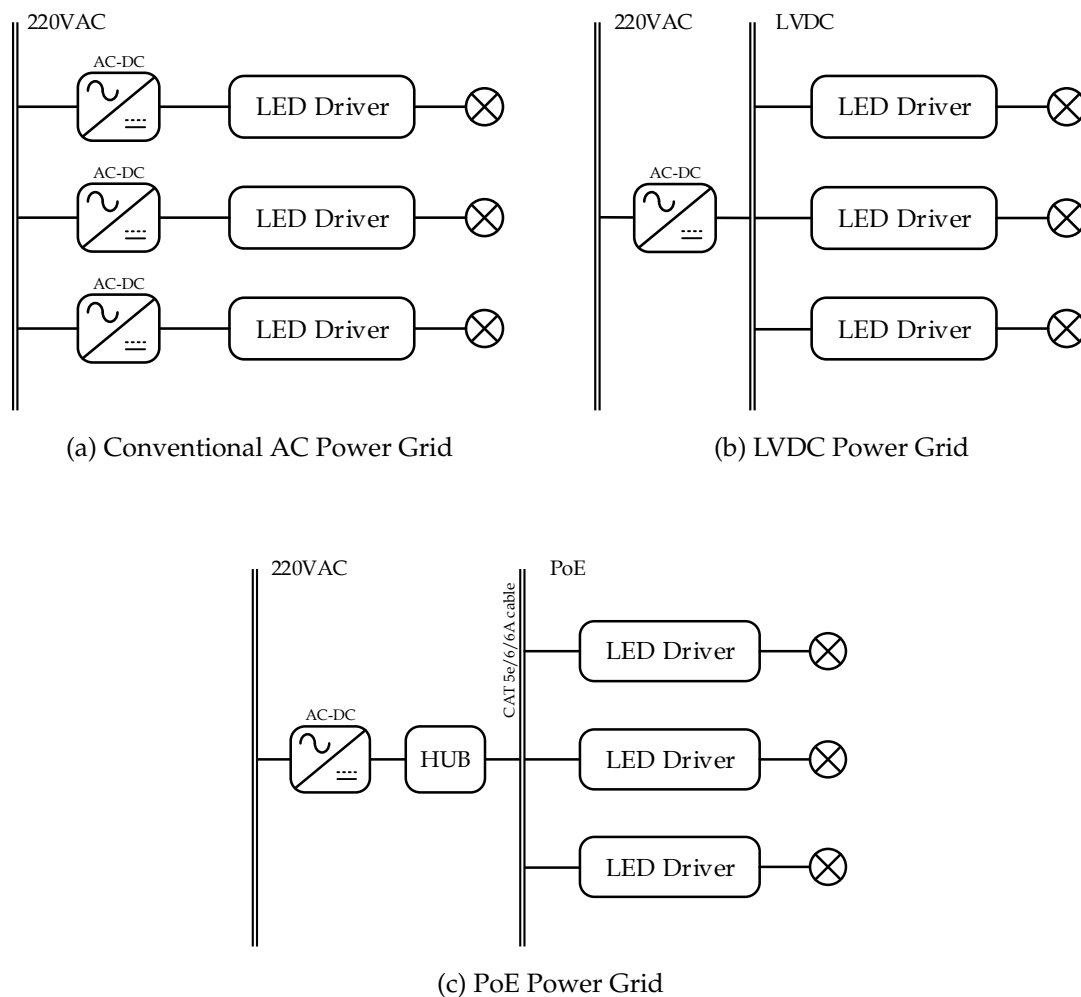 220VAC
AC-DC
LED Driver
AC-DC
LED Driver
AC-DC
LED Driver
(a) Conventional AC Power Grid
220VAC
LVDC
LED Driver
AC-DC
LED Driver
LED Driver
(b) LVDC Power Grid
220VAC
PoE
CAT 5e/6/6A cable
LED Driver
AC-DC
HUB
LED Driver
LED Driver
(c) PoE Power Grid